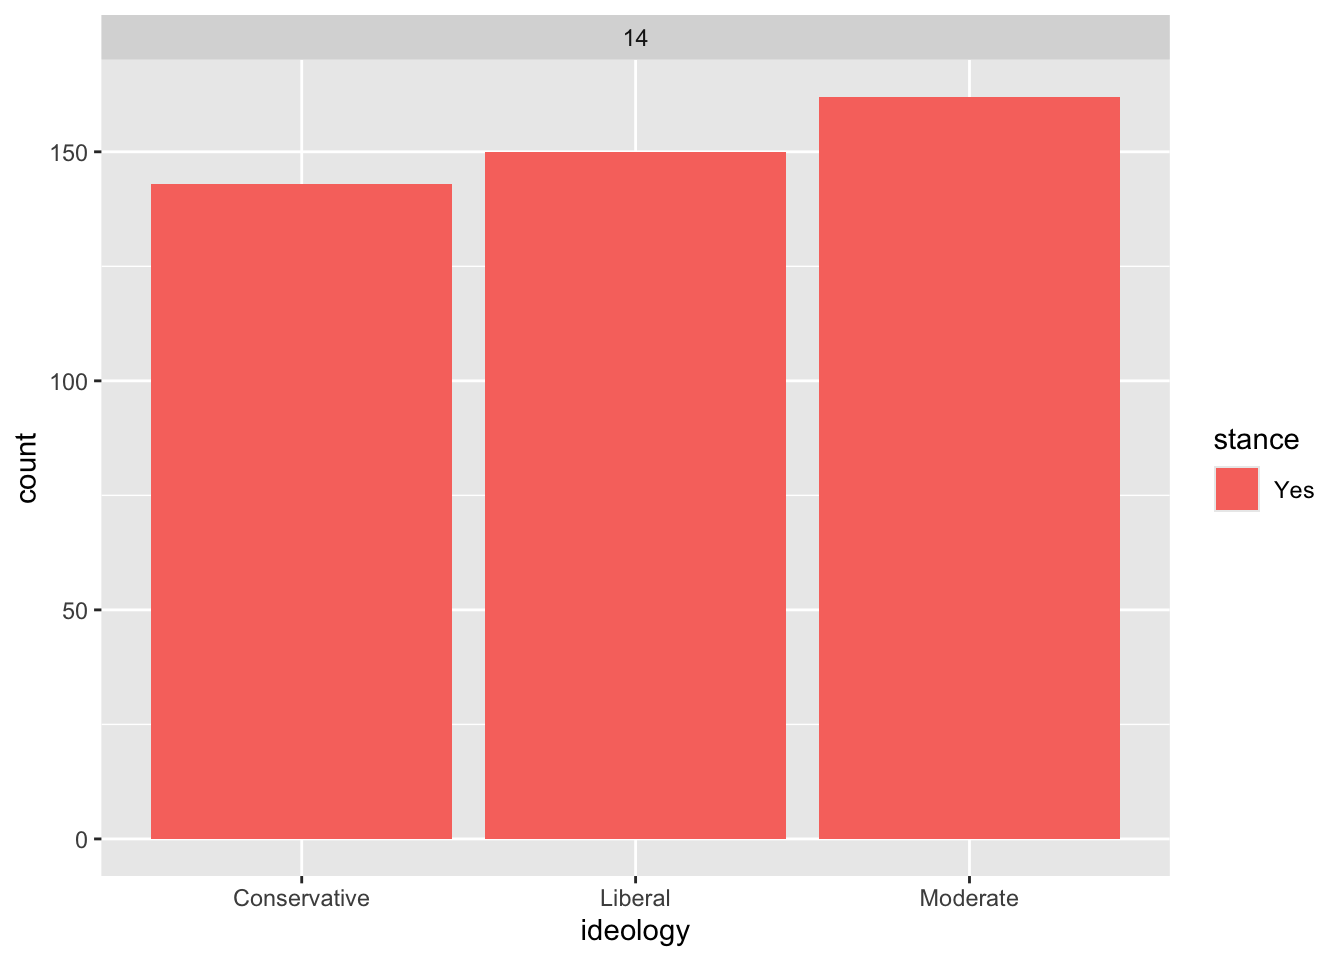 14
150
100
50
0
count
Conservative
Liberal
Moderate
ideology
stance
Yes